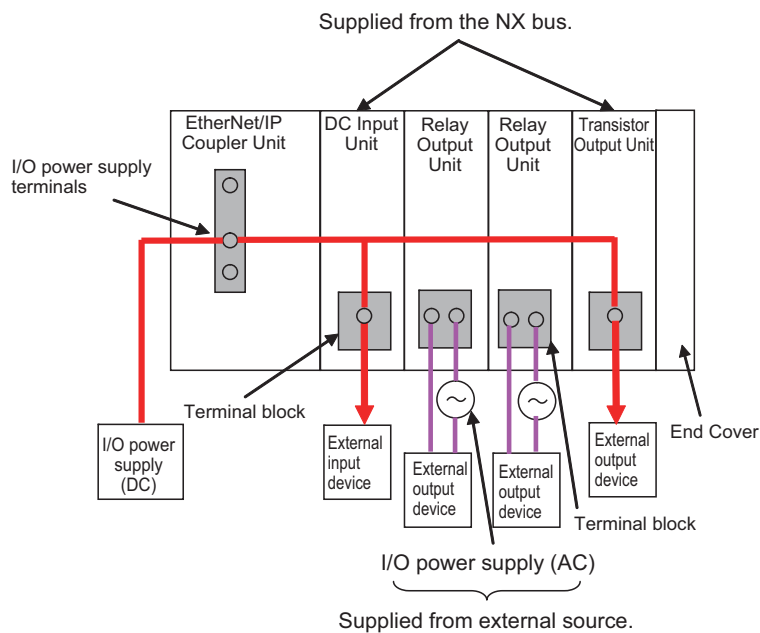 Supplied from the NX bus.
EtherNet/IP
Coupler Unit
DC Input
Unit
Relay
Output
Unit
Relay
Output
Unit
Transistor
Output Unit
I/O power supply
terminals
Terminal block
End Cover
I/O power
supply
(DC)
External
input
device
External
output
device
External
output
device
External
output
device
Terminal block
I/O power supply (AC)
Supplied from external source.